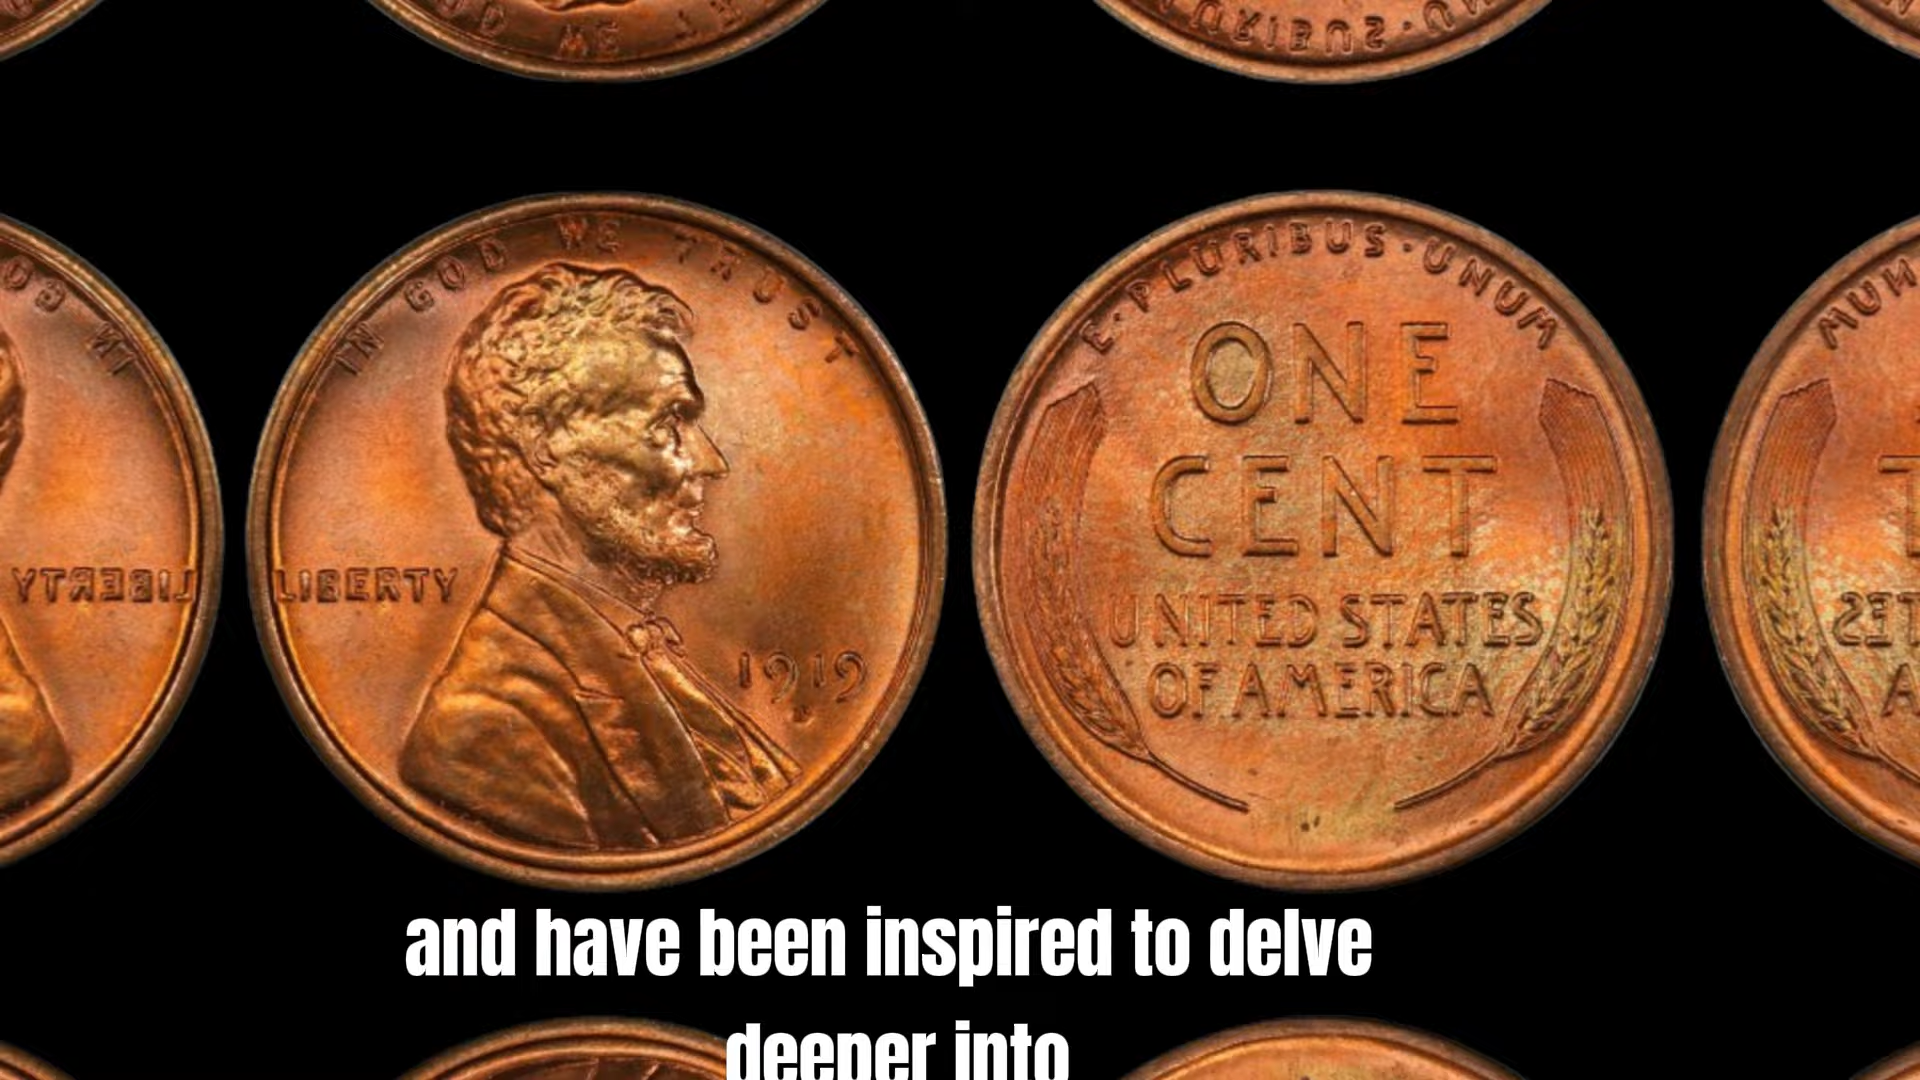 IN GOD WE TRUST
LIBERTY
1919
E·PLURIBUS·UNUM
ONE
CENT
UNITED STATES
OF AMERICA
and have been inspired to delve
deeper into